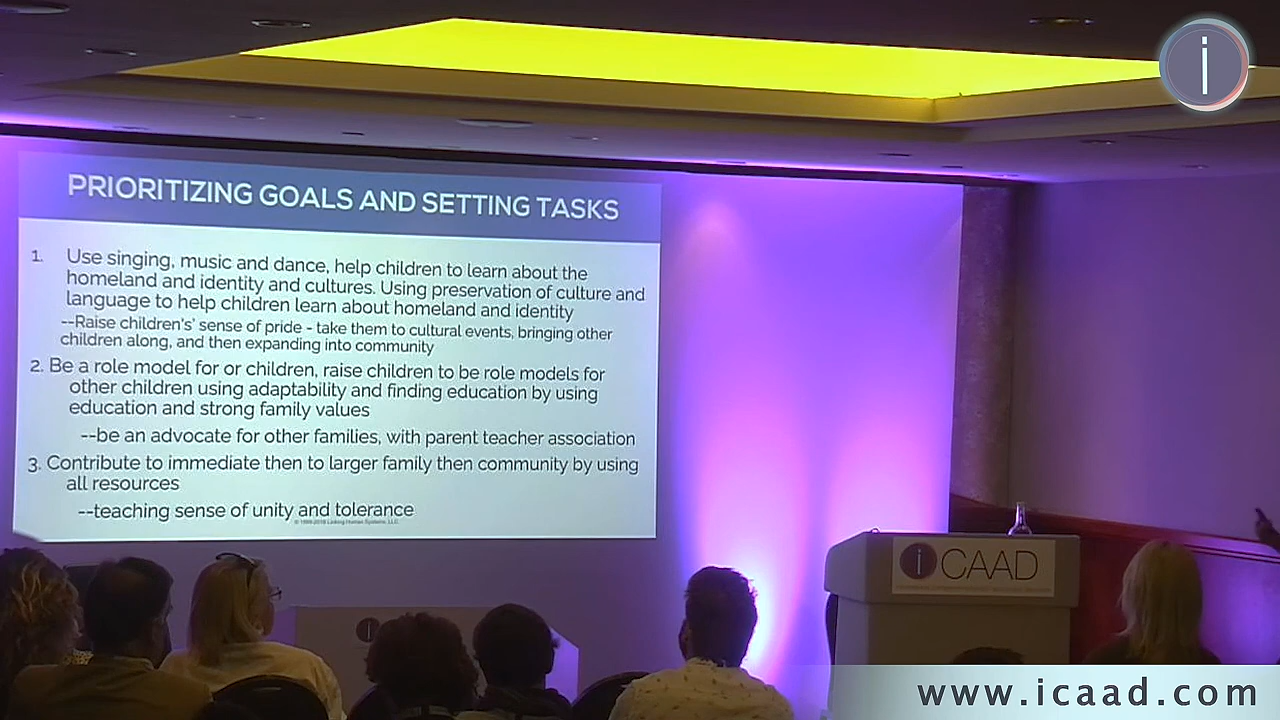 i
PRIORITIZING GOALS AND SETTING TASKS
1. Use singing, music and dance, help children to learn about the
homeland and identity and cultures. Using preservation of culture and
language to help children learn about homeland and identity
--Raise children's' sense of pride - take them to cultural events, bringing other
children along, and then expanding into community
2. Be a role model for or children, raise children to be role models for
other children using adaptability and finding education by using
education and strong family values
--be an advocate for other families, with parent teacher association
3. Contribute to immediate then to larger family then community by using
all resources
--teaching sense of unity and tolerance
Linking Human Systems, LLC
i CAAD
i
www.icaad.com